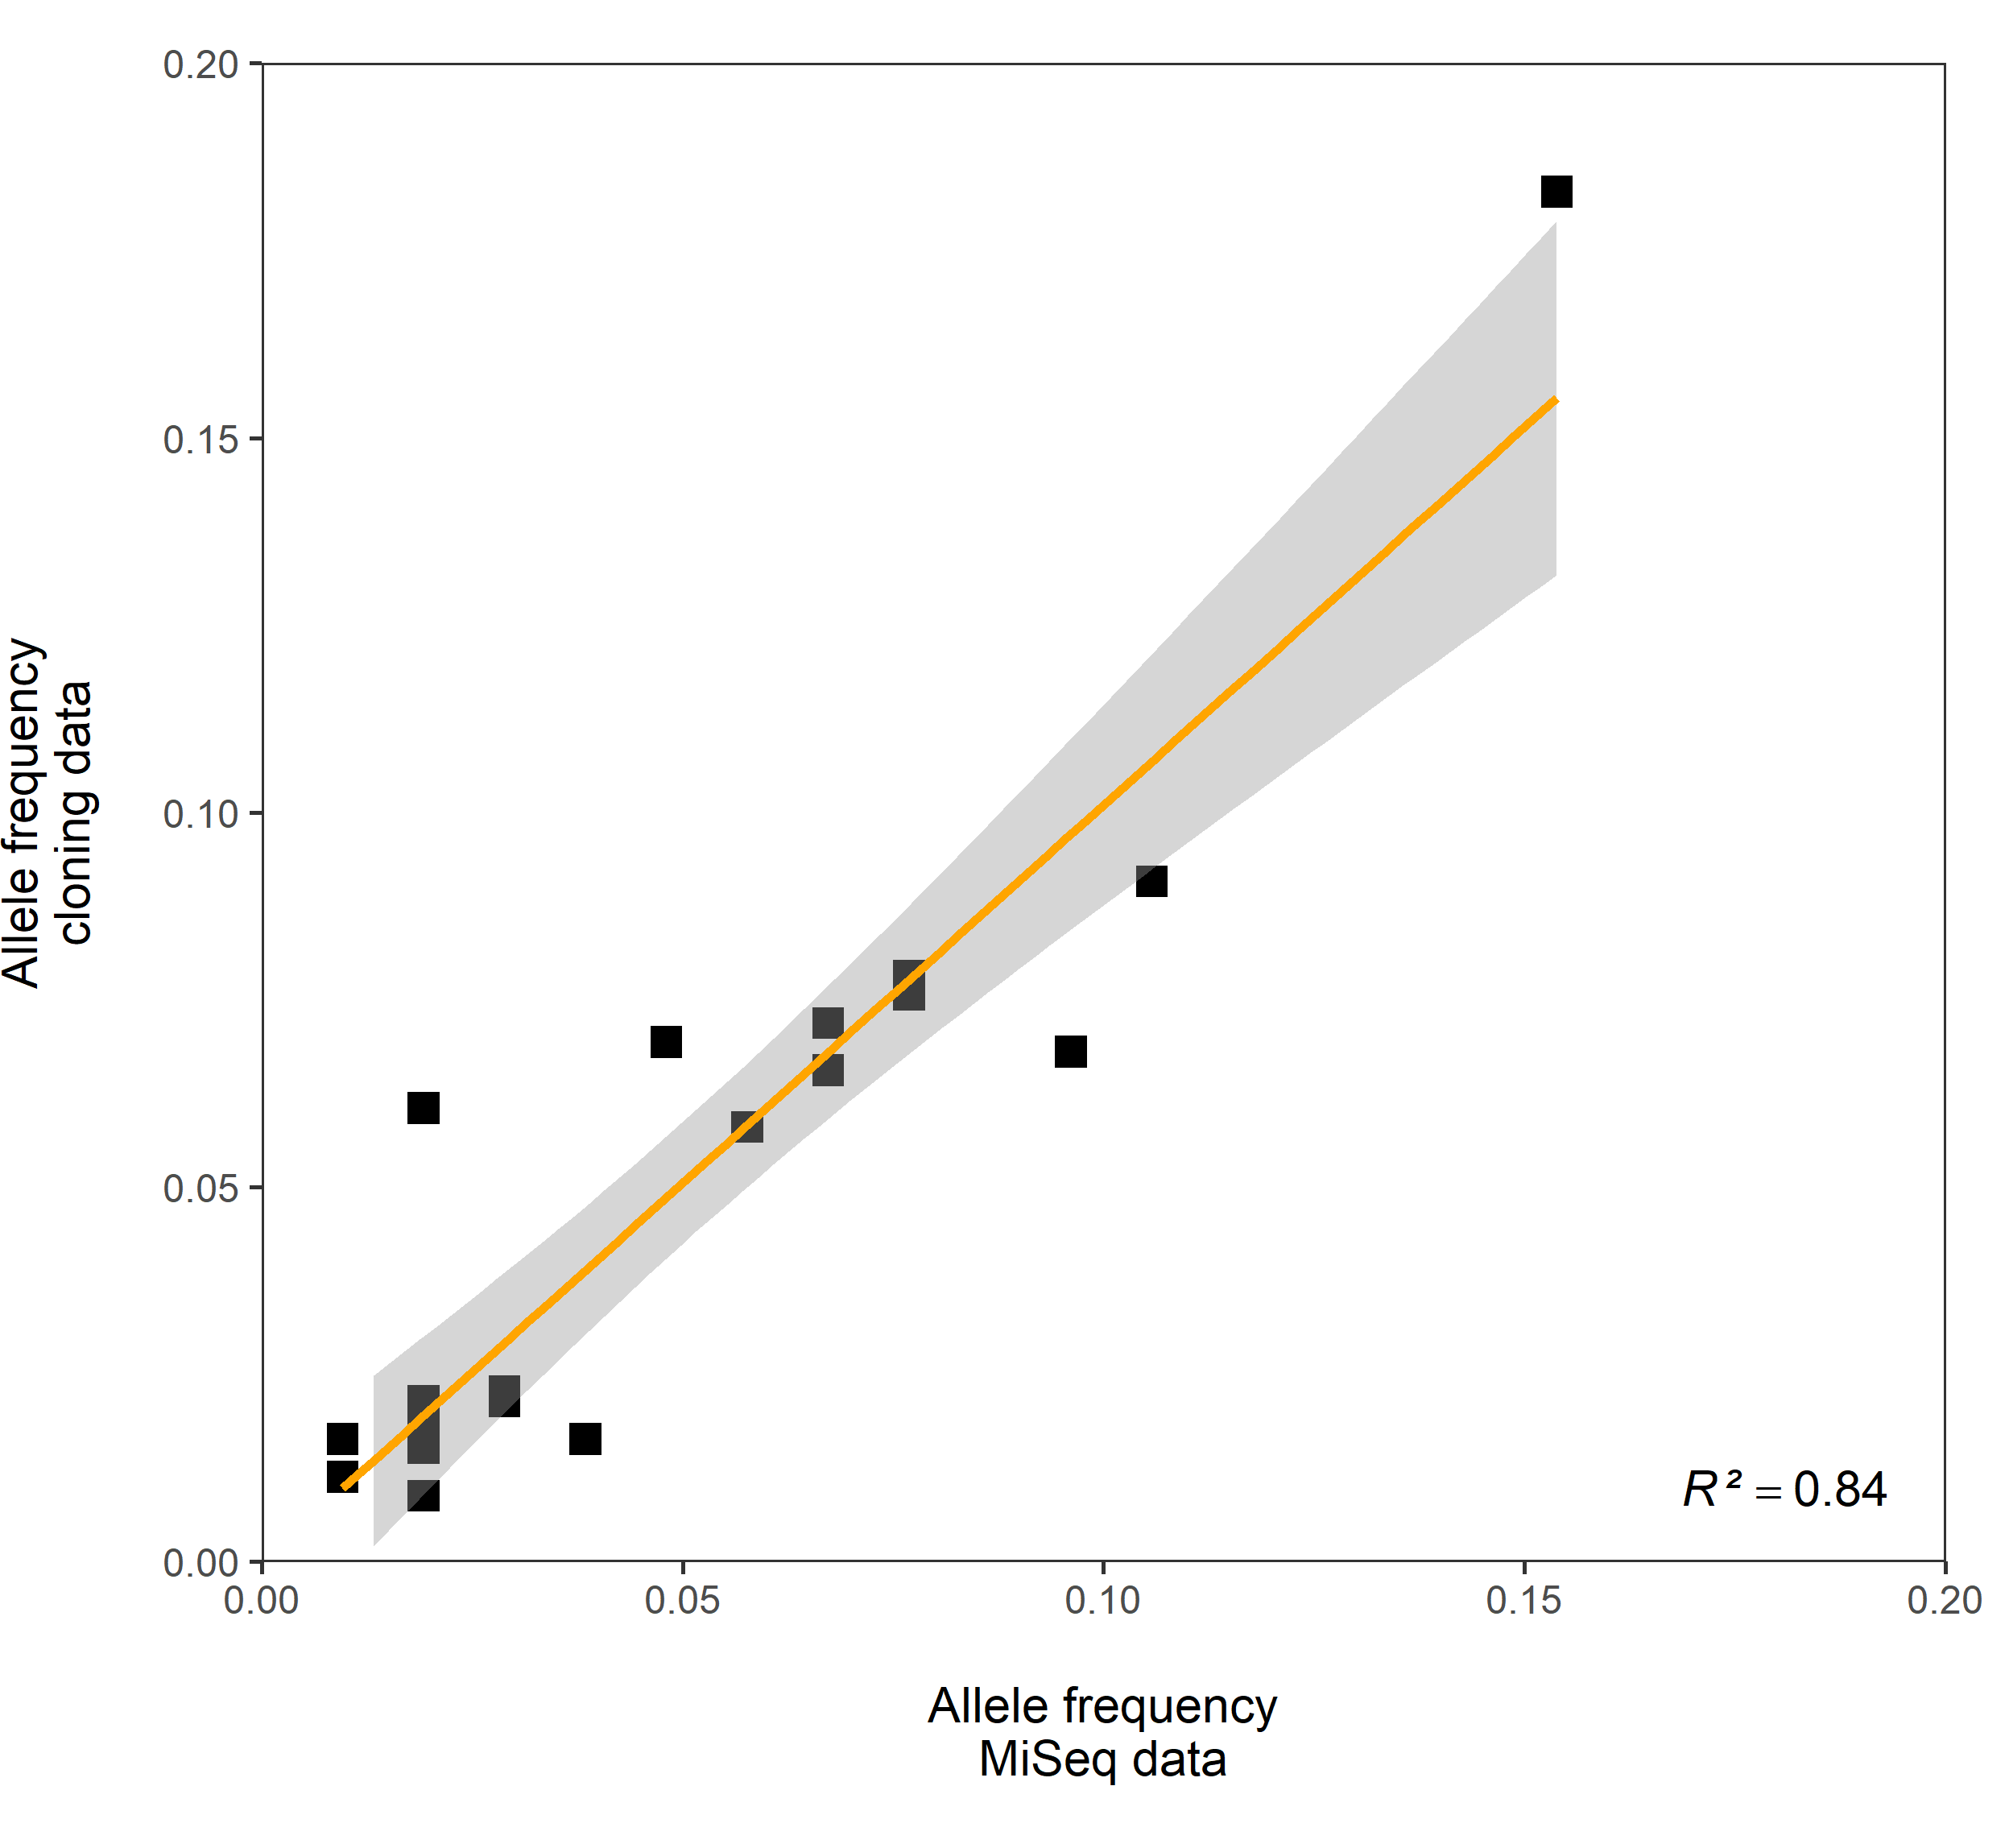 0.20
0.15
0.10
0.05
0.00
Allele frequency
cloning data
R² = 0.84
0.00 0.05 0.10 0.15 0.20
Allele frequency
MiSeq data